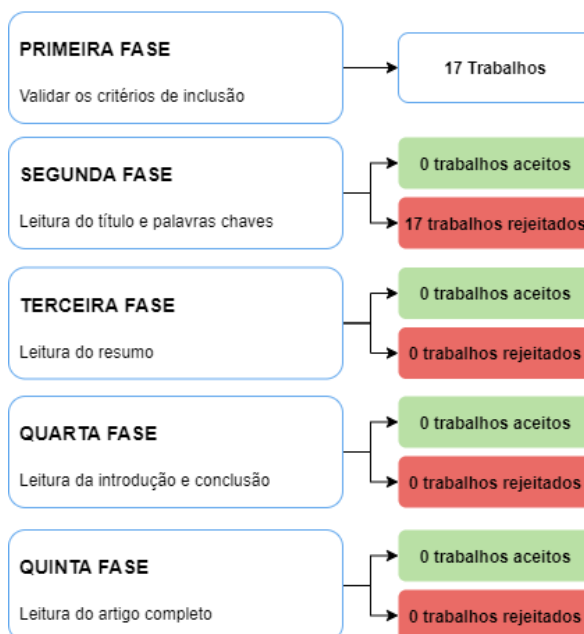 PRIMEIRA FASE
Validar os critérios de inclusão
17 Trabalhos
SEGUNDA FASE
Leitura do título e palavras chaves
0 trabalhos aceitos
17 trabalhos rejeitados
TERCEIRA FASE
Leitura do resumo
0 trabalhos aceitos
0 trabalhos rejeitados
QUARTA FASE
Leitura da introdução e conclusão
0 trabalhos aceitos
0 trabalhos rejeitados
QUINTA FASE
Leitura do artigo completo
0 trabalhos aceitos
0 trabalhos rejeitados